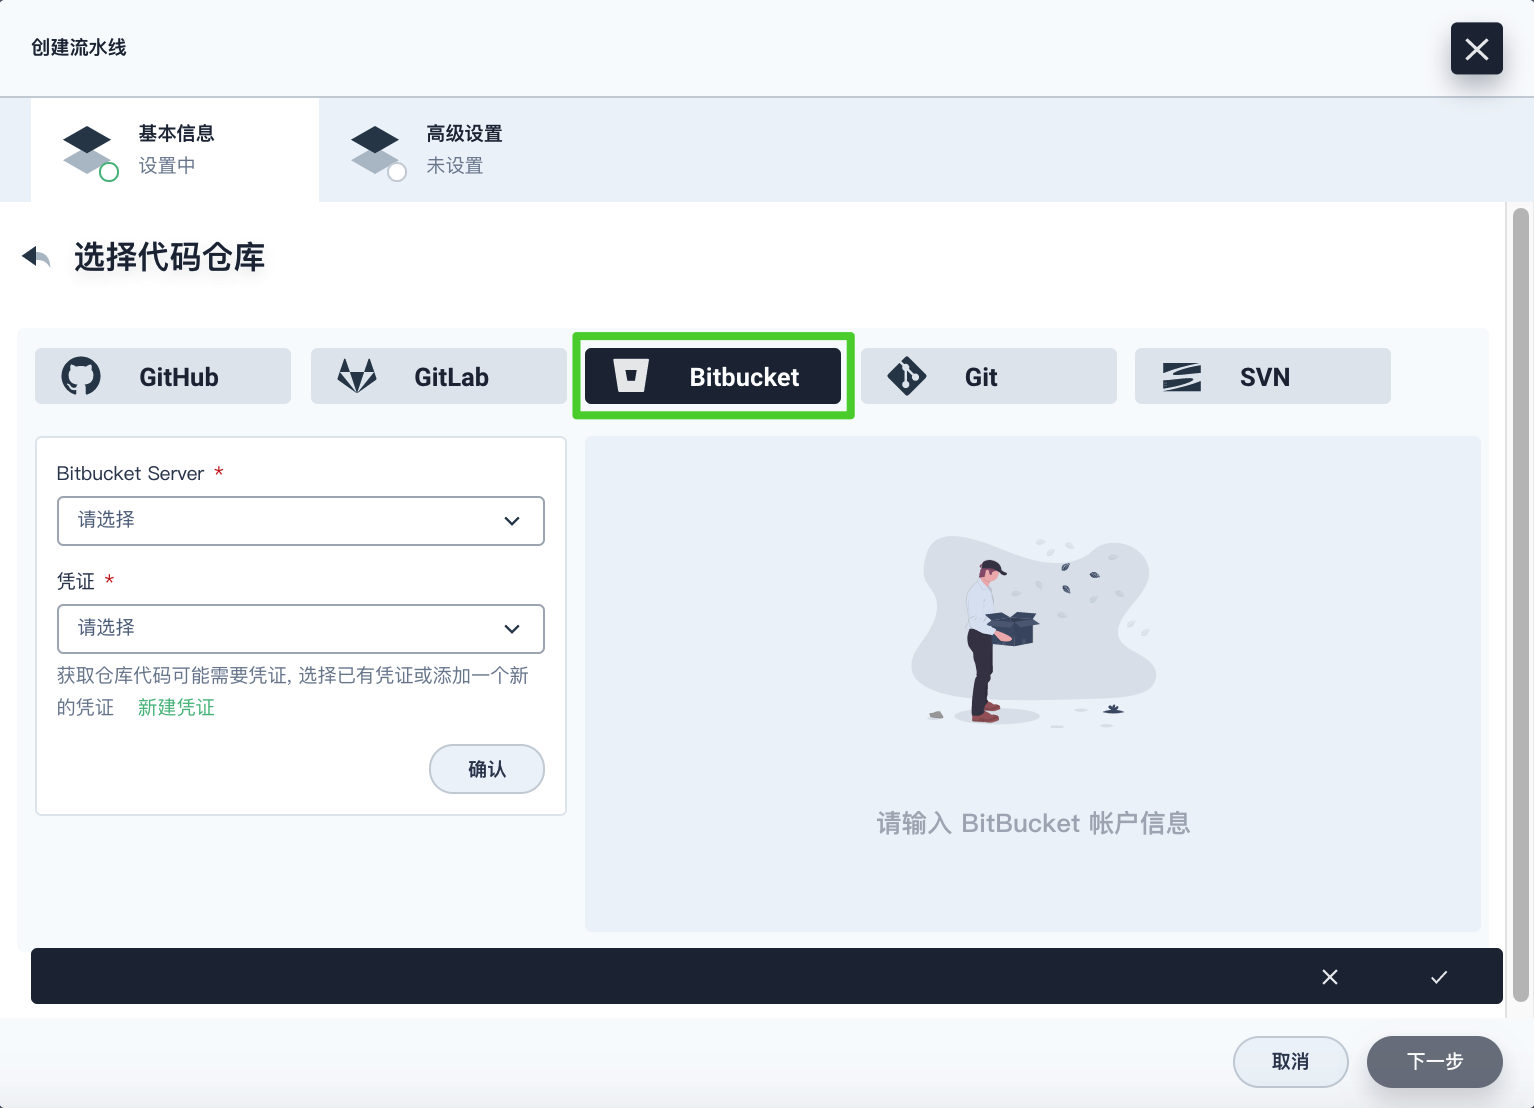 创建流水线
基本信息
设置中
高级设置
未设置
选择代码仓库
GitHub
GitLab
Bitbucket
Git
SVN
Bitbucket Server *
请选择
凭证 *
请选择
获取仓库代码可能需要凭证, 选择已有凭证或添加一个新
的凭证 新建凭证
确认
请输入 BitBucket 帐户信息
取消
下一步